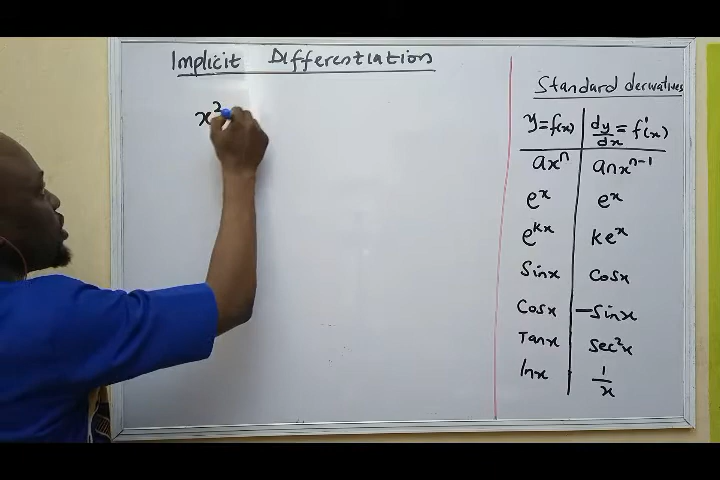 Implicit Differentiation
x²
Standard derivatives
y=f(x) dy/dx = f'(x)
axⁿ anxⁿ⁻¹
eˣ eˣ
eᵏˣ keˣ
Sinx Cosx
Cosx -Sinx
Tanx Sec²x
lnx 1/x